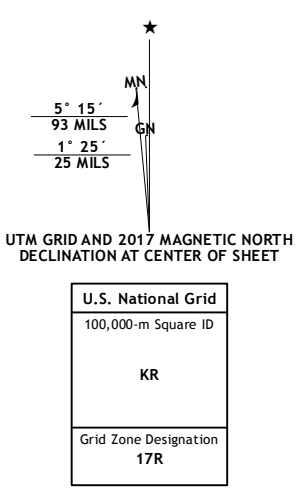 MN
GN
5° 15´
93 MILS
1° 25´
25 MILS
UTM GRID AND 2017 MAGNETIC NORTH
DECLINATION AT CENTER OF SHEET
U.S. National Grid
100,000-m Square ID
KR
Grid Zone Designation
17R